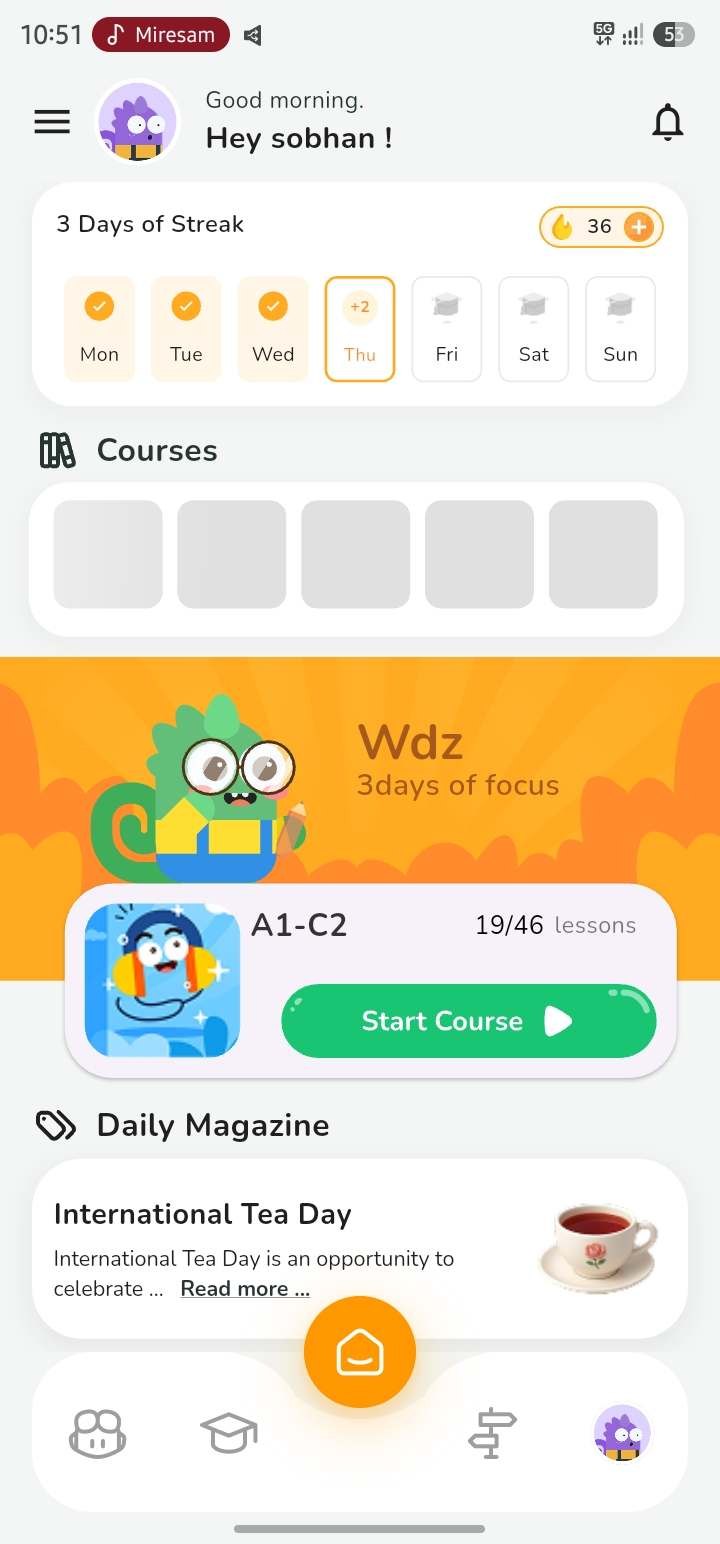 10:51 Miresam 5G 53
Good morning.
Hey sobhan !
3 Days of Streak 36
+2
Mon Tue Wed Thu Fri Sat Sun
Courses
Wdz
3days of focus
A1-C2 19/46 lessons
Start Course
Daily Magazine
International Tea Day
International Tea Day is an opportunity to
celebrate ... Read more ...